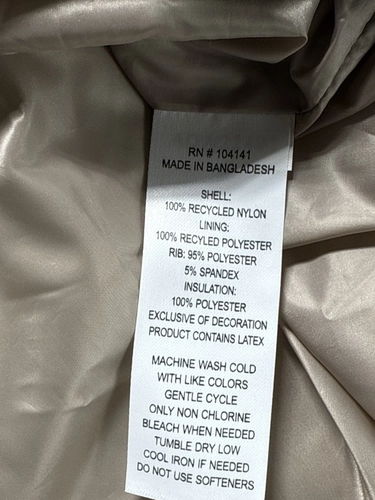 RN # 104141
MADE IN BANGLADESH
SHELL:
100% RECYCLED NYLON
LINING:
100% RECYLED POLYESTER
RIB: 95% POLYESTER
5% SPANDEX
INSULATION:
100% POLYESTER
EXCLUSIVE OF DECORATION
PRODUCT CONTAINS LATEX
MACHINE WASH COLD
WITH LIKE COLORS
GENTLE CYCLE
ONLY NON CHLORINE
BLEACH WHEN NEEDED
TUMBLE DRY LOW
COOL IRON IF NEEDED
DO NOT USE SOFTENERS